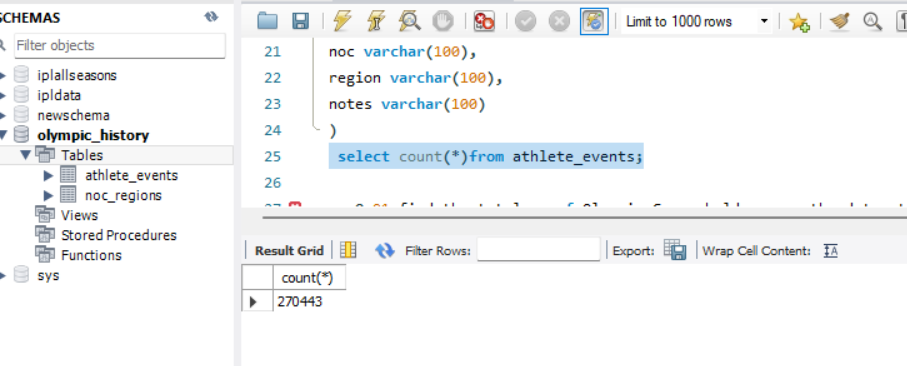 SCHEMAS
Filter objects
iplallseasons
ipldata
newschema
olympic_history
Tables
athlete_events
noc_regions
Views
Stored Procedures
Functions
sys
Limit to 1000 rows
21 noc varchar(100),
22 region varchar(100),
23 notes varchar(100)
24 )
25 select count(*)from athlete_events;
26
Result Grid Filter Rows: Export: Wrap Cell Content: IA
count(*)
270443